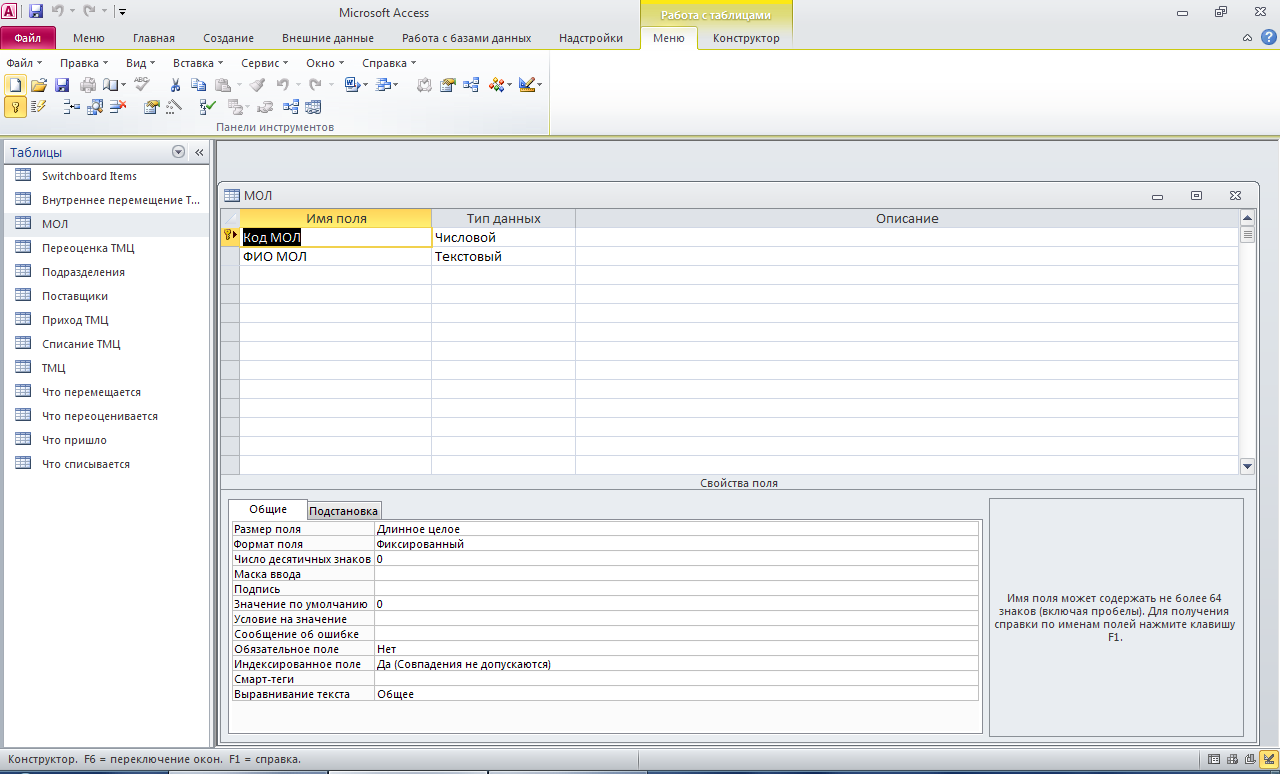 Microsoft Access
Работа с таблицами
Файл Меню Главная Создание Внешние данные Работа с базами данных Надстройки Меню Конструктор
Файл Правка Вид Вставка Сервис Окно Справка
Панели инструментов
Таблицы
Switchboard Items
Внутреннее перемещение Т...
МОЛ
Переоценка ТМЦ
Подразделения
Поставщики
Приход ТМЦ
Списание ТМЦ
ТМЦ
Что перемещается
Что переоценивается
Что пришло
Что списывается
МОЛ
Имя поля Тип данных Описание
Код МОЛ Числовой
ФИО МОЛ Текстовый
Свойства поля
Общие Подстановка
Размер поля Длинное целое
Формат поля Фиксированный
Число десятичных знаков 0
Маска ввода
Подпись
Значение по умолчанию 0
Условие на значение
Сообщение об ошибке
Обязательное поле Нет
Индексированное поле Да (Совпадения не допускаются)
Смарт-теги
Выравнивание текста Общее
Имя поля может содержать не более 64
знаков (включая пробелы). Для получения
справки по именам полей нажмите клавишу
F1.
Конструктор. F6 = переключение окон. F1 = справка.